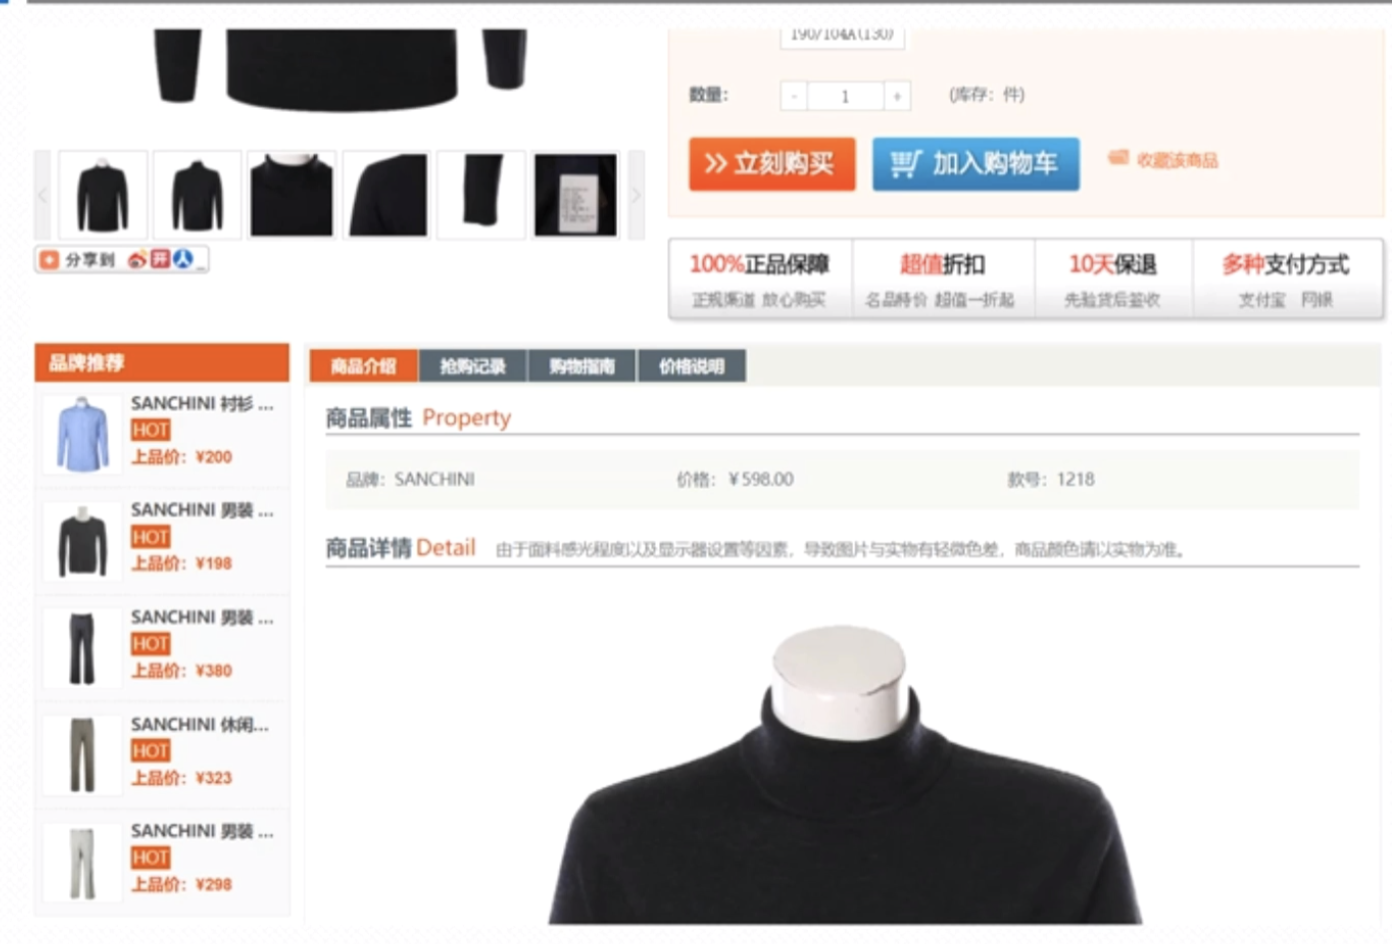 190/104A(130)
数量： - 1 + (库存：件)
立刻购买 加入购物车 收藏该商品
分享到
100%正品保障 超值折扣 10天保退 多种支付方式
正规渠道 放心购买 名品特价 超值一折起 先验货后签收 支付宝 网银
品牌推荐
SANCHINI 衬衫 ...
HOT
上品价：¥200
SANCHINI 男装 ...
HOT
上品价：¥198
SANCHINI 男装 ...
HOT
上品价：¥380
SANCHINI 休闲...
HOT
上品价：¥323
SANCHINI 男装 ...
HOT
上品价：¥298
商品介绍 抢购记录 购物指南 价格说明
商品属性 Property
品牌：SANCHINI 价格：￥598.00 款号：1218
商品详情 Detail 由于面料感光程度以及显示器设置等因素，导致图片与实物有轻微色差，商品颜色请以实物为准。